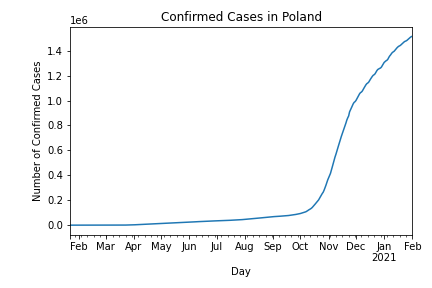 Confirmed Cases in Poland
1e6
Number of Confirmed Cases
1.4
1.2
1.0
0.8
0.6
0.4
0.2
0.0
Feb Mar Apr May Jun Jul Aug Sep Oct Nov Dec Jan Feb
2021
Day